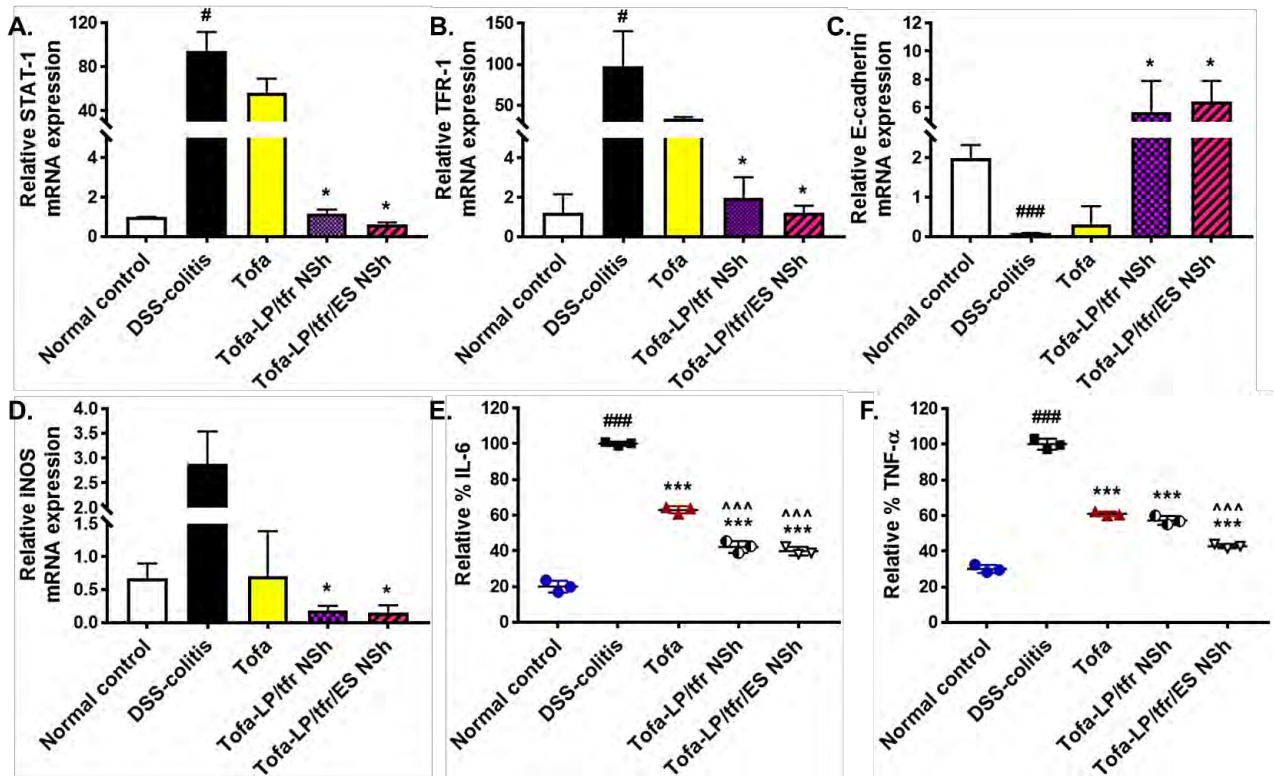 A.
Relative STAT-1
mRNA expression
120
80
40
4
2
0
#
*
*
Normal control
DSS-colitis
Tofa
Tofa-LP/tfr NSh
Tofa-LP/tfr/ES NSh
B.
Relative TFR-1
mRNA expression
150
100
50
4
2
0
#
*
*
Normal control
DSS-colitis
Tofa
Tofa-LP/tfr NSh
Tofa-LP/tfr/ES NSh
C.
Relative E-cadherin
mRNA expression
12
10
8
6
2
0
###
*
*
Normal control
DSS-colitis
Tofa
Tofa-LP/tfr NSh
Tofa-LP/tfr/ES NSh
D.
Relative iNOS
mRNA expression
4.0
3.5
3.0
2.5
2.0
1.5
1.0
0.5
0.0
*
*
Normal control
DSS-colitis
Tofa
Tofa-LP/tfr NSh
Tofa-LP/tfr/ES NSh
E.
Relative % IL-6
120
100
80
60
40
20
0
###
***
^^^
***
^^^
***
Normal control
DSS-colitis
Tofa
Tofa-LP/tfr NSh
Tofa-LP/tfr/ES NSh
F.
Relative % TNF-α
120
100
80
60
40
20
0
###
***
***
^^^
***
Normal control
DSS-colitis
Tofa
Tofa-LP/tfr NSh
Tofa-LP/tfr/ES NSh